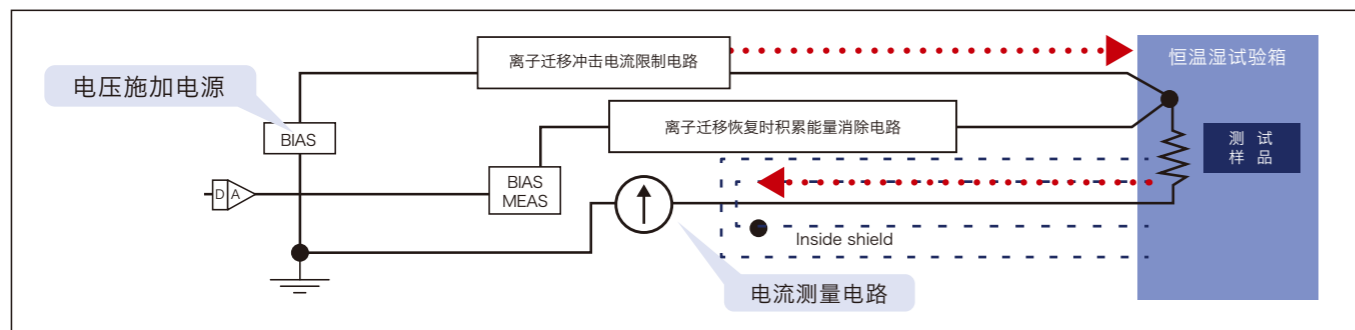 离子迁移冲击电流限制电路
恒温湿试验箱
电压施加电源
离子迁移恢复时积累能量消除电路
BIAS
测 试
样 品
D A
BIAS
MEAS
Inside shield
电流测量电路